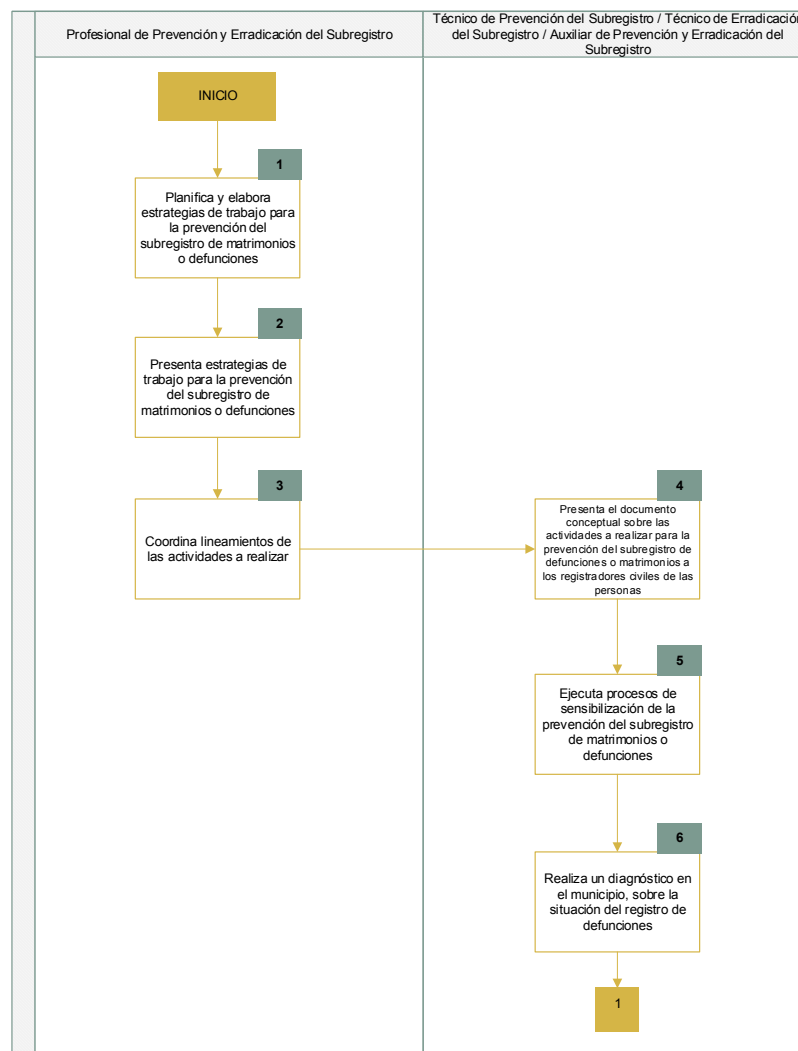 Profesional de Prevención y Erradicación del Subregistro
Técnico de Prevención del Subregistro / Técnico de Erradicación
del Subregistro / Auxiliar de Prevención y Erradicación del
Subregistro
INICIO
1
Planifica y elabora
estrategias de trabajo para
la prevención del
subregistro de matrimonios
o defunciones
2
Presenta estrategias de
trabajo para la prevención
del subregistro de
matrimonios o defunciones
3
Coordina lineamientos de
las actividades a realizar
4
Presenta el documento
conceptual sobre las
actividades a realizar para la
prevención del subregistro de
defunciones o matrimonios a
los registradores civiles de las
personas
5
Ejecuta procesos de
sensibilización de la
prevención del subregistro
de matrimonios o
defunciones
6
Realiza un diagnóstico en
el municipio, sobre la
situación del registro de
defunciones
1